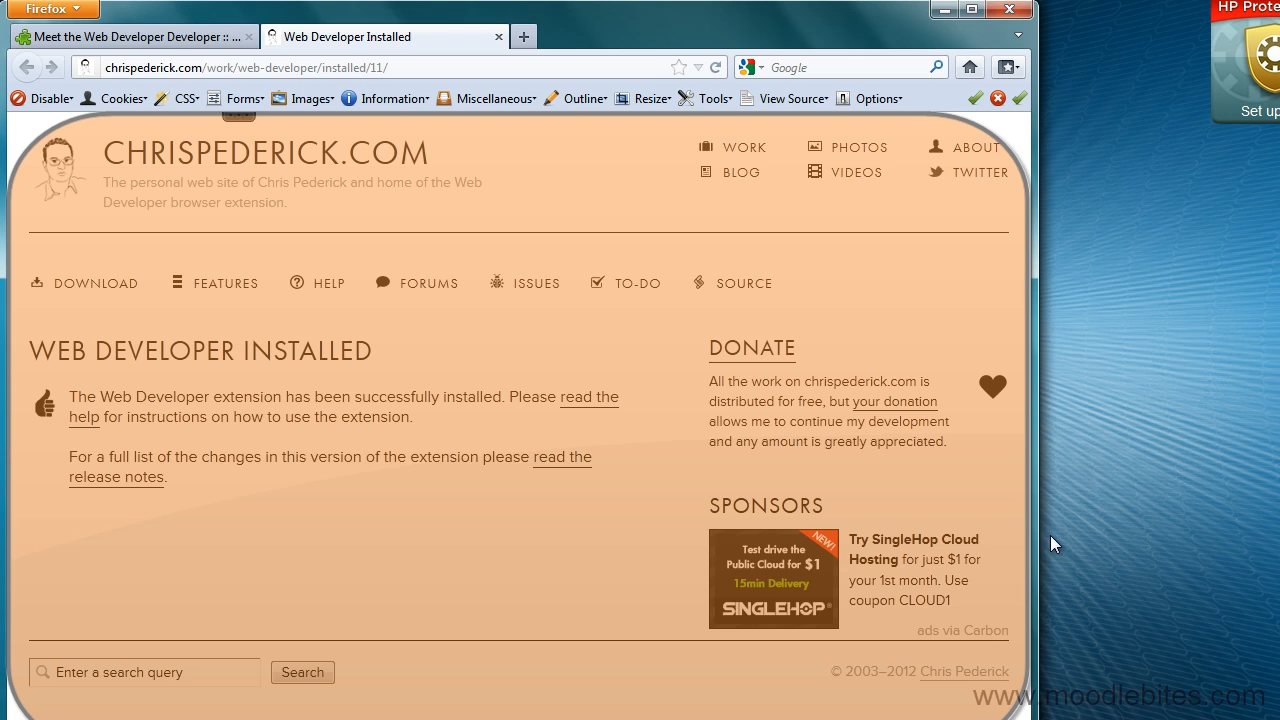 Firefox
HP Prote
Meet the Web Developer Developer :: ...
Web Developer Installed
chrispederick.com/work/web-developer/installed/11/
Google
Disable
Cookies
CSS
Forms
Images
Information
Miscellaneous
Outline
Resize
Tools
View Source
Options
Set up
CHRISPEDERICK.COM
The personal web site of Chris Pederick and home of the Web
Developer browser extension.
WORK
PHOTOS
ABOUT
BLOG
VIDEOS
TWITTER
DOWNLOAD
FEATURES
HELP
FORUMS
ISSUES
TO-DO
SOURCE
WEB DEVELOPER INSTALLED
The Web Developer extension has been successfully installed. Please read the
help for instructions on how to use the extension.
For a full list of the changes in this version of the extension please read the
release notes.
DONATE
All the work on chrispederick.com is
distributed for free, but your donation
allows me to continue my development
and any amount is greatly appreciated.
SPONSORS
NEW!
Test drive the
Public Cloud for $1
15min Delivery
SINGLEHOP®
Try SingleHop Cloud
Hosting for just $1 for
your 1st month. Use
coupon CLOUD1
ads via Carbon
Enter a search query
Search
© 2003–2012 Chris Pederick
www.moodlebites.com